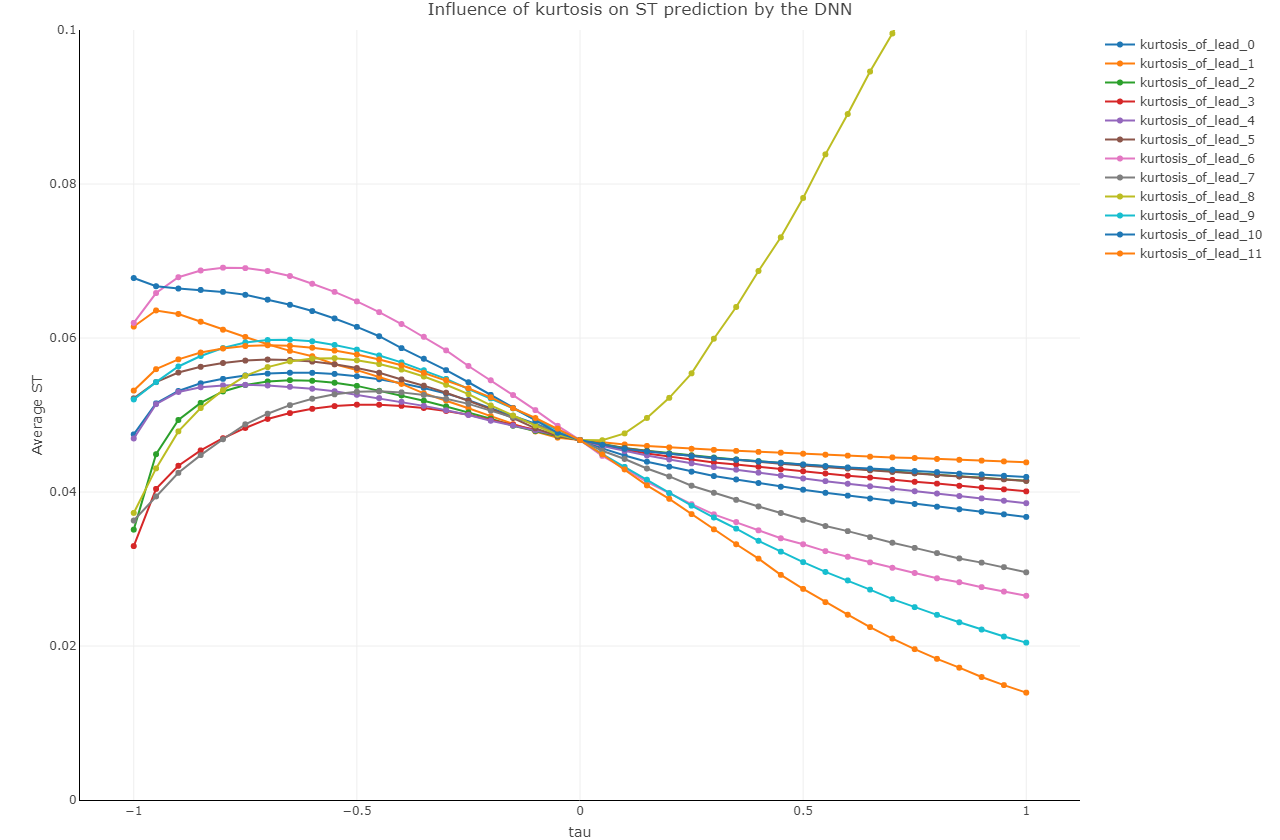 Influence of kurtosis on ST prediction by the DNN
0.1
0.08
0.06
0.04
0.02
0
Average ST
−1
−0.5
0
0.5
1
tau
kurtosis_of_lead_0
kurtosis_of_lead_1
kurtosis_of_lead_2
kurtosis_of_lead_3
kurtosis_of_lead_4
kurtosis_of_lead_5
kurtosis_of_lead_6
kurtosis_of_lead_7
kurtosis_of_lead_8
kurtosis_of_lead_9
kurtosis_of_lead_10
kurtosis_of_lead_11